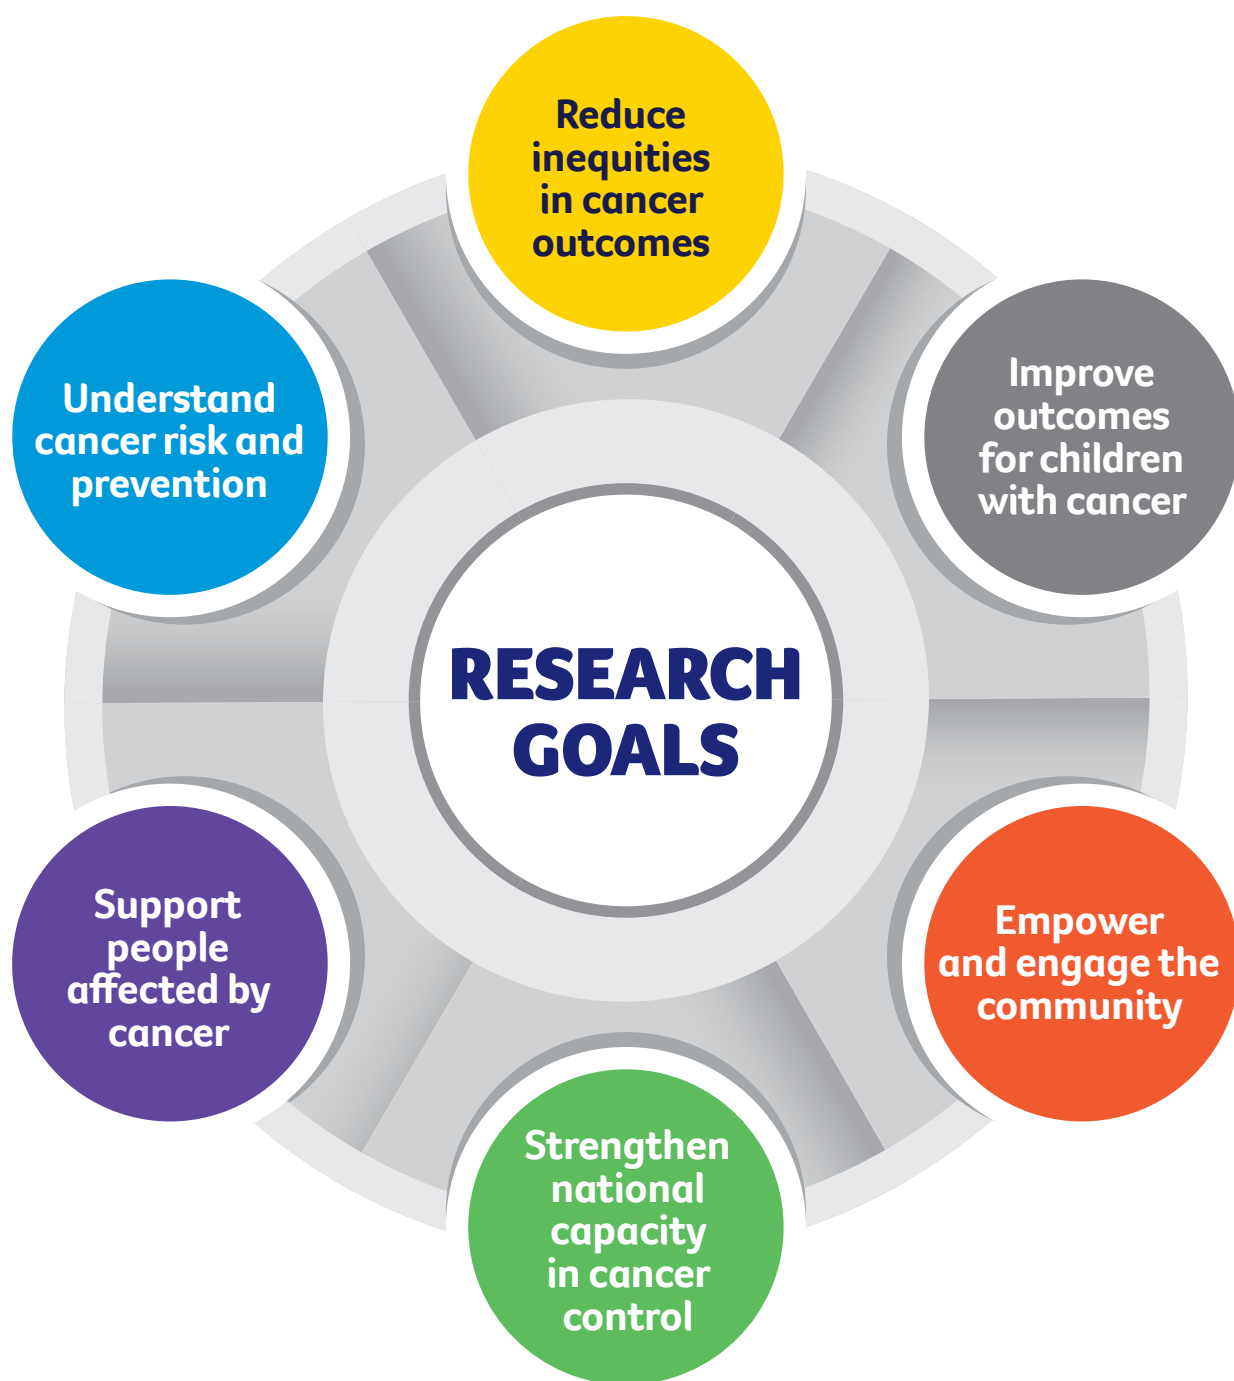 Reduce
inequities
in cancer
outcomes
Improve
outcomes
for children
with cancer
Empower
and engage the
community
Strengthen
national
capacity
in cancer
control
Support
people
affected by
cancer
Understand
cancer risk and
prevention
RESEARCH
GOALS